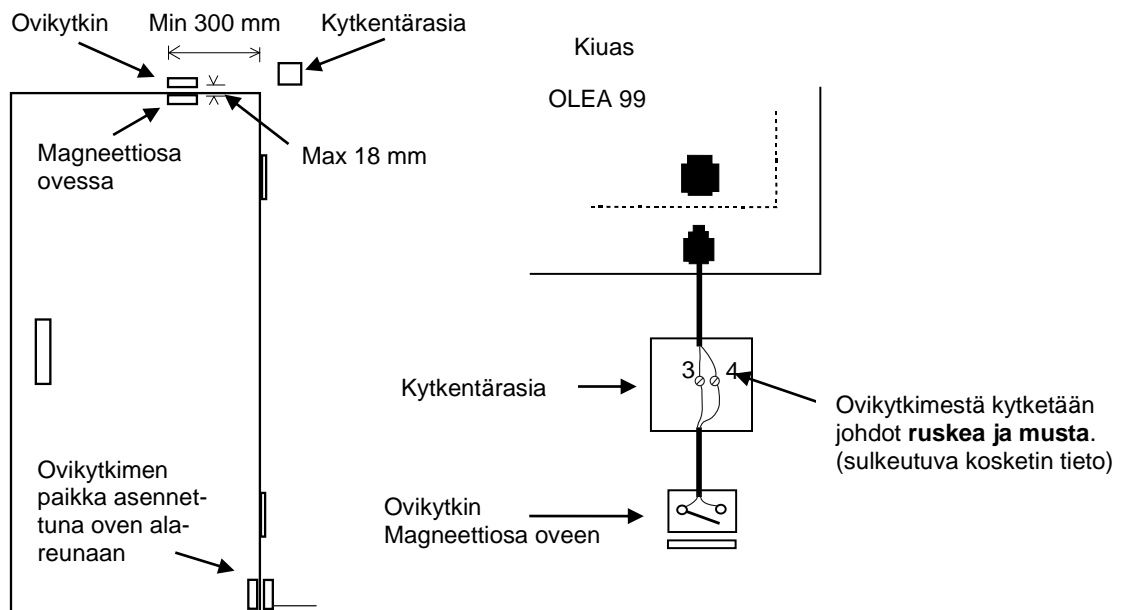 Ovikytkin
Min 300 mm
Kytkentärasia
Magneettiosa
ovessa
Max 18 mm
Ovikytkimen
paikka asennet-
tuna oven ala-
reunaan
Kiuas
OLEA 99
Kytkentärasia
3 4
Ovikytkimestä kytketään
johdot ruskea ja musta.
(sulkeutuva kosketin tieto)
Ovikytkin
Magneettiosa oveen